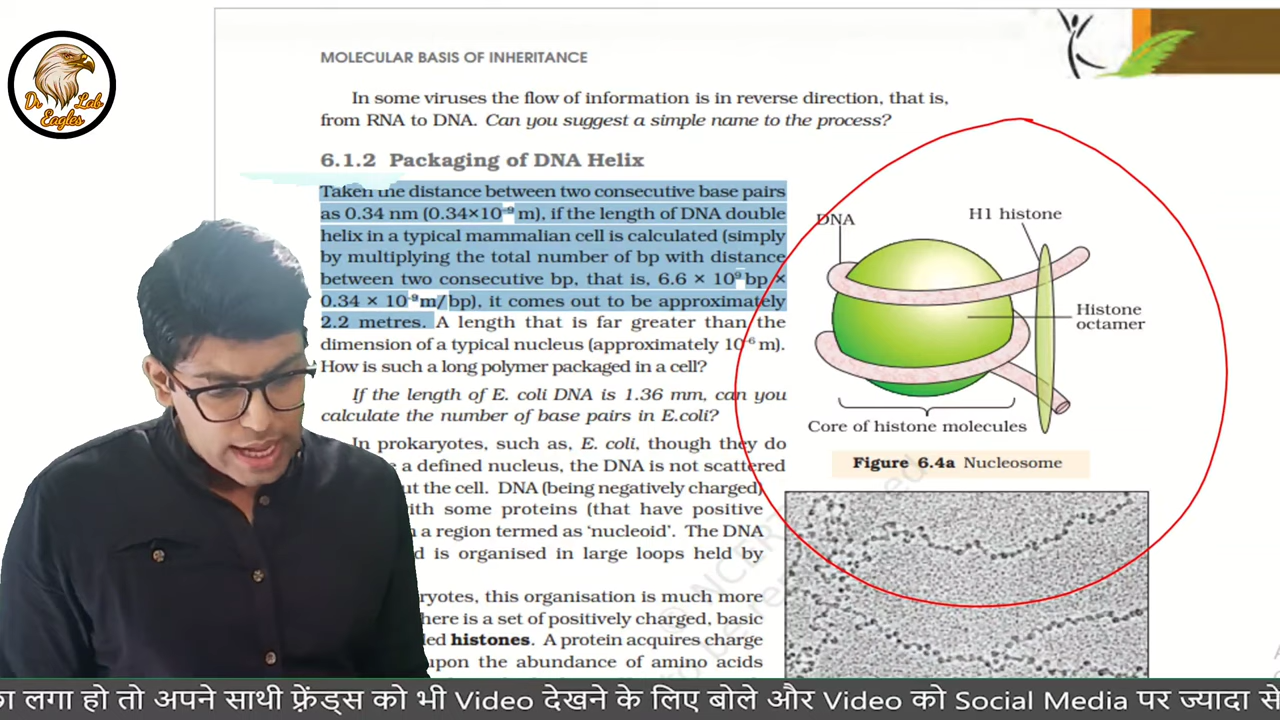 Dr Lab
Eagles
MOLECULAR BASIS OF INHERITANCE
In some viruses the flow of information is in reverse direction, that is,
from RNA to DNA. Can you suggest a simple name to the process?
6.1.2 Packaging of DNA Helix
Taken the distance between two consecutive base pairs
as 0.34 nm (0.34×10⁻⁹ m), if the length of DNA double
helix in a typical mammalian cell is calculated (simply
by multiplying the total number of bp with distance
between two consecutive bp, that is, 6.6 × 10⁹ bp ×
0.34 × 10⁻⁹m/bp), it comes out to be approximately
2.2 metres. A length that is far greater than the
dimension of a typical nucleus (approximately 10⁻⁶ m).
How is such a long polymer packaged in a cell?
If the length of E. coli DNA is 1.36 mm, can you
calculate the number of base pairs in E.coli?
In prokaryotes, such as, E. coli, though they do
a defined nucleus, the DNA is not scattered
ut the cell. DNA (being negatively charged)
ith some proteins (that have positive
a region termed as 'nucleoid'. The DNA
d is organised in large loops held by
ryotes, this organisation is much more
here is a set of positively charged, basic
led histones. A protein acquires charge
upon the abundance of amino acids
DNA
H1 histone
Histone
octamer
Core of histone molecules
Figure 6.4a Nucleosome
© NCERT
लगा हो तो अपने साथी फ़्रेंड्स को भी Video देखने के लिए बोले और Video को Social Media पर ज्यादा से